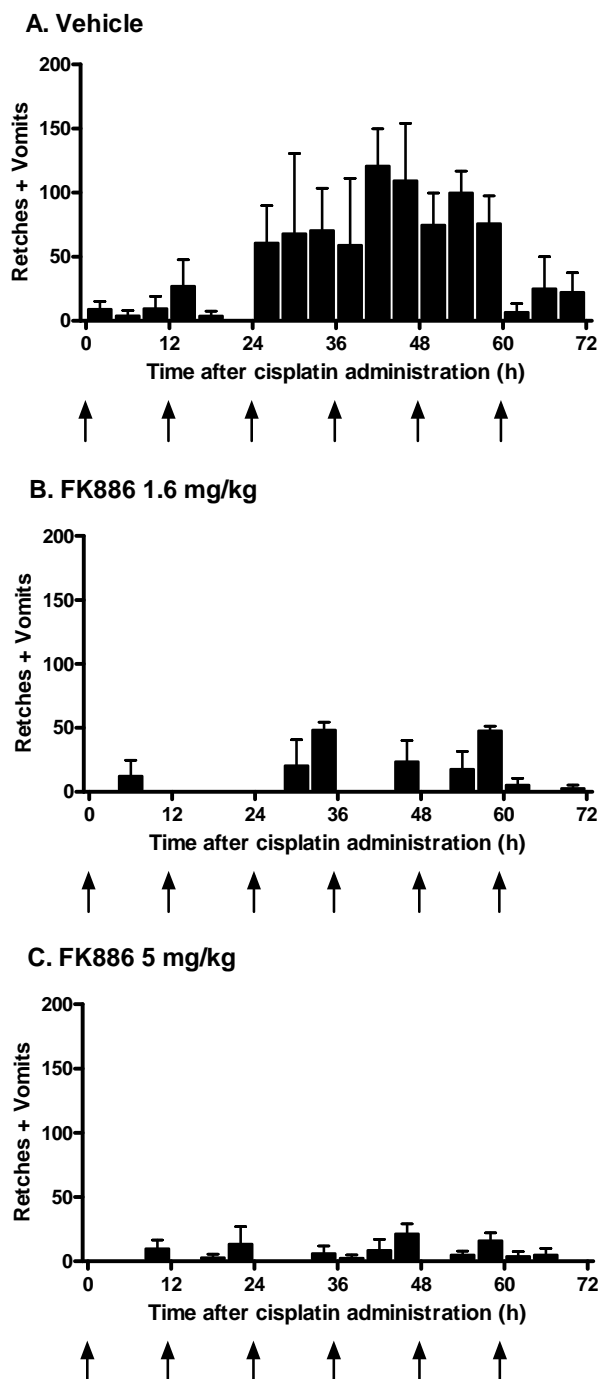 A. Vehicle
200
150
100
50
0
Retches + Vomits
0 12 24 36 48 60 72
Time after cisplatin administration (h)
B. FK886 1.6 mg/kg
200
150
100
50
0
Retches + Vomits
0 12 24 36 48 60 72
Time after cisplatin administration (h)
C. FK886 5 mg/kg
200
150
100
50
0
Retches + Vomits
0 12 24 36 48 60 72
Time after cisplatin administration (h)